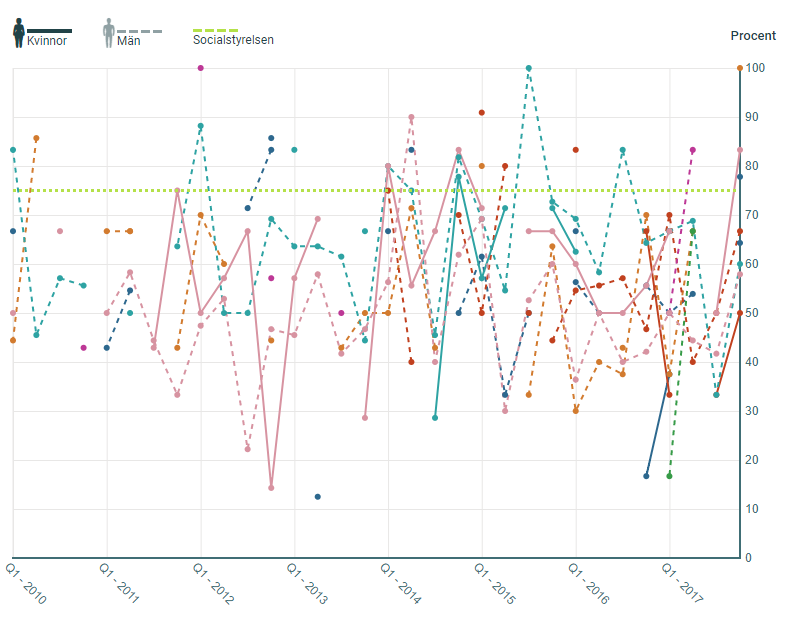 Kvinnor
Män
Socialstyrelsen
Procent
100
90
80
70
60
50
40
30
20
10
0
Q1 - 2010
Q1 - 2011
Q1 - 2012
Q1 - 2013
Q1 - 2014
Q1 - 2015
Q1 - 2016
Q1 - 2017